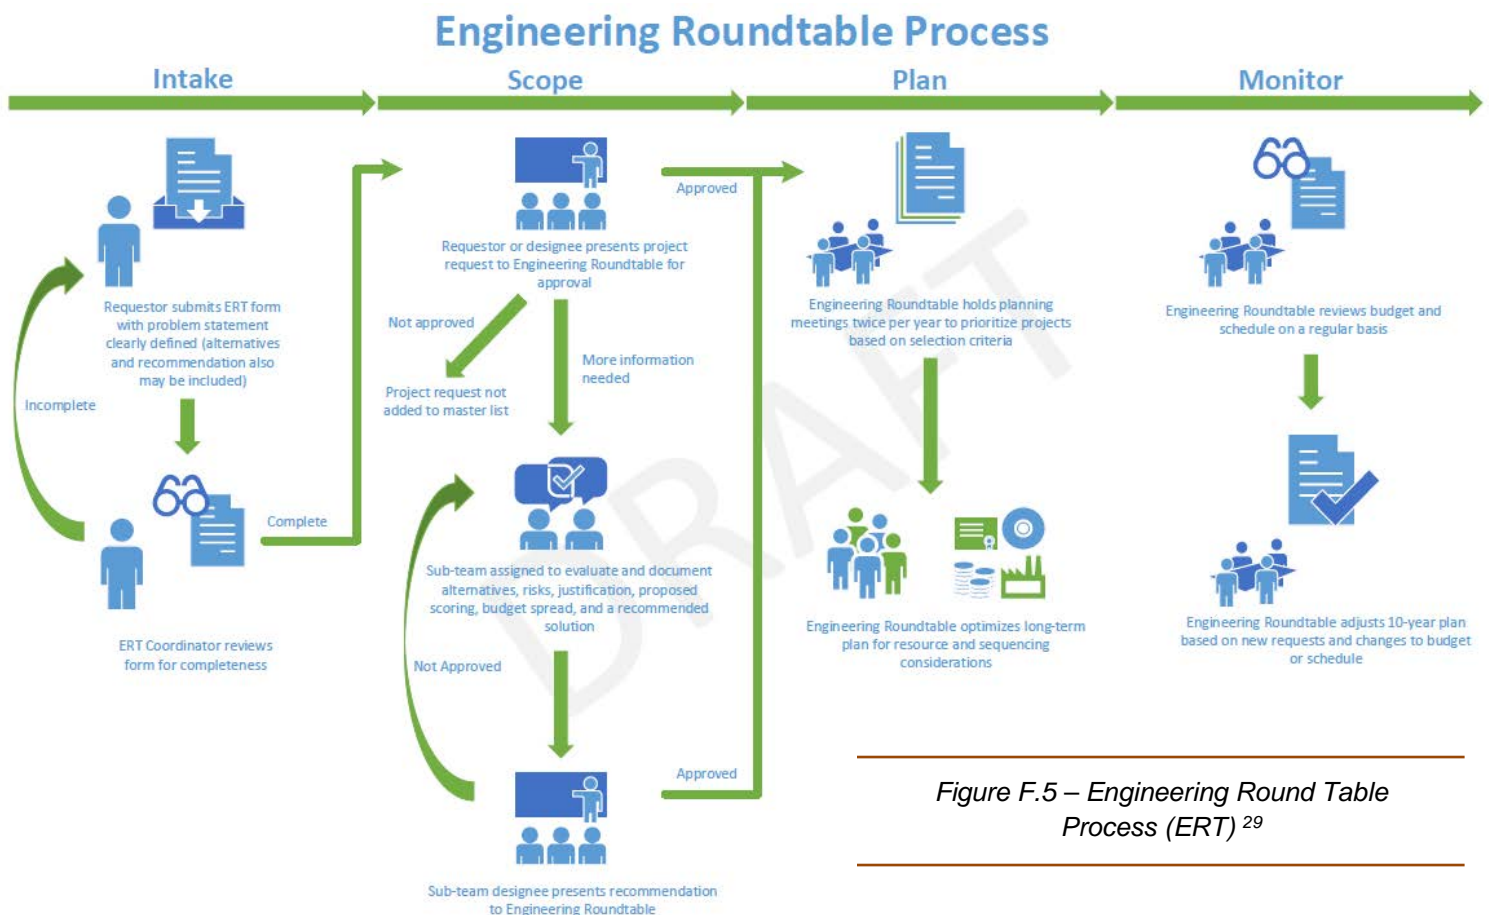 Engineering Roundtable Process
Intake
Scope
Plan
Monitor
Requestor submits ERT form
with problem statement
clearly defined (alternatives
and recommendation also
may be included)
Incomplete
Complete
ERT Coordinator reviews
form for completeness
Requestor or designee presents project
request to Engineering Roundtable for
approval
Approved
Not approved
More information
needed
Project request not
added to master list
Sub-team assigned to evaluate and document
alternatives, risks, justification, proposed
scoring, budget spread, and a recommended
solution
Not Approved
Approved
Sub-team designee presents recommendation
to Engineering Roundtable
Engineering Roundtable holds planning
meetings twice per year to prioritize projects
based on selection criteria
Engineering Roundtable optimizes long-term
plan for resource and sequencing
considerations
Engineering Roundtable reviews budget and
schedule on a regular basis
Engineering Roundtable adjusts 10-year plan
based on new requests and changes to budget
or schedule
DRAFT
Figure F.5 – Engineering Round Table
Process (ERT) 29